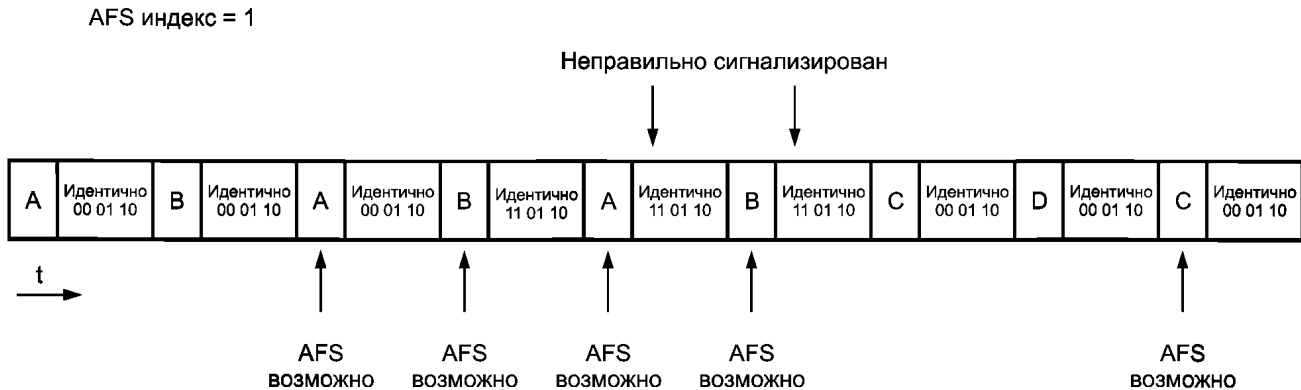 AFS индекс = 1
Неправильно сигнализирован
A
Идентично
00 01 10
B
Идентично
00 01 10
A
Идентично
00 01 10
B
Идентично
11 01 10
A
Идентично
11 01 10
B
Идентично
11 01 10
C
Идентично
00 01 10
D
Идентично
00 01 10
C
Идентично
00 01 10
t
AFS
возможно
AFS
возможно
AFS
возможно
AFS
возможно
AFS
возможно